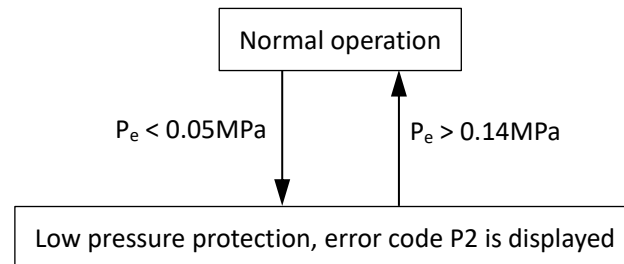 Normal operation
Pₑ < 0.05MPa
Pₑ > 0.14MPa
Low pressure protection, error code P2 is displayed